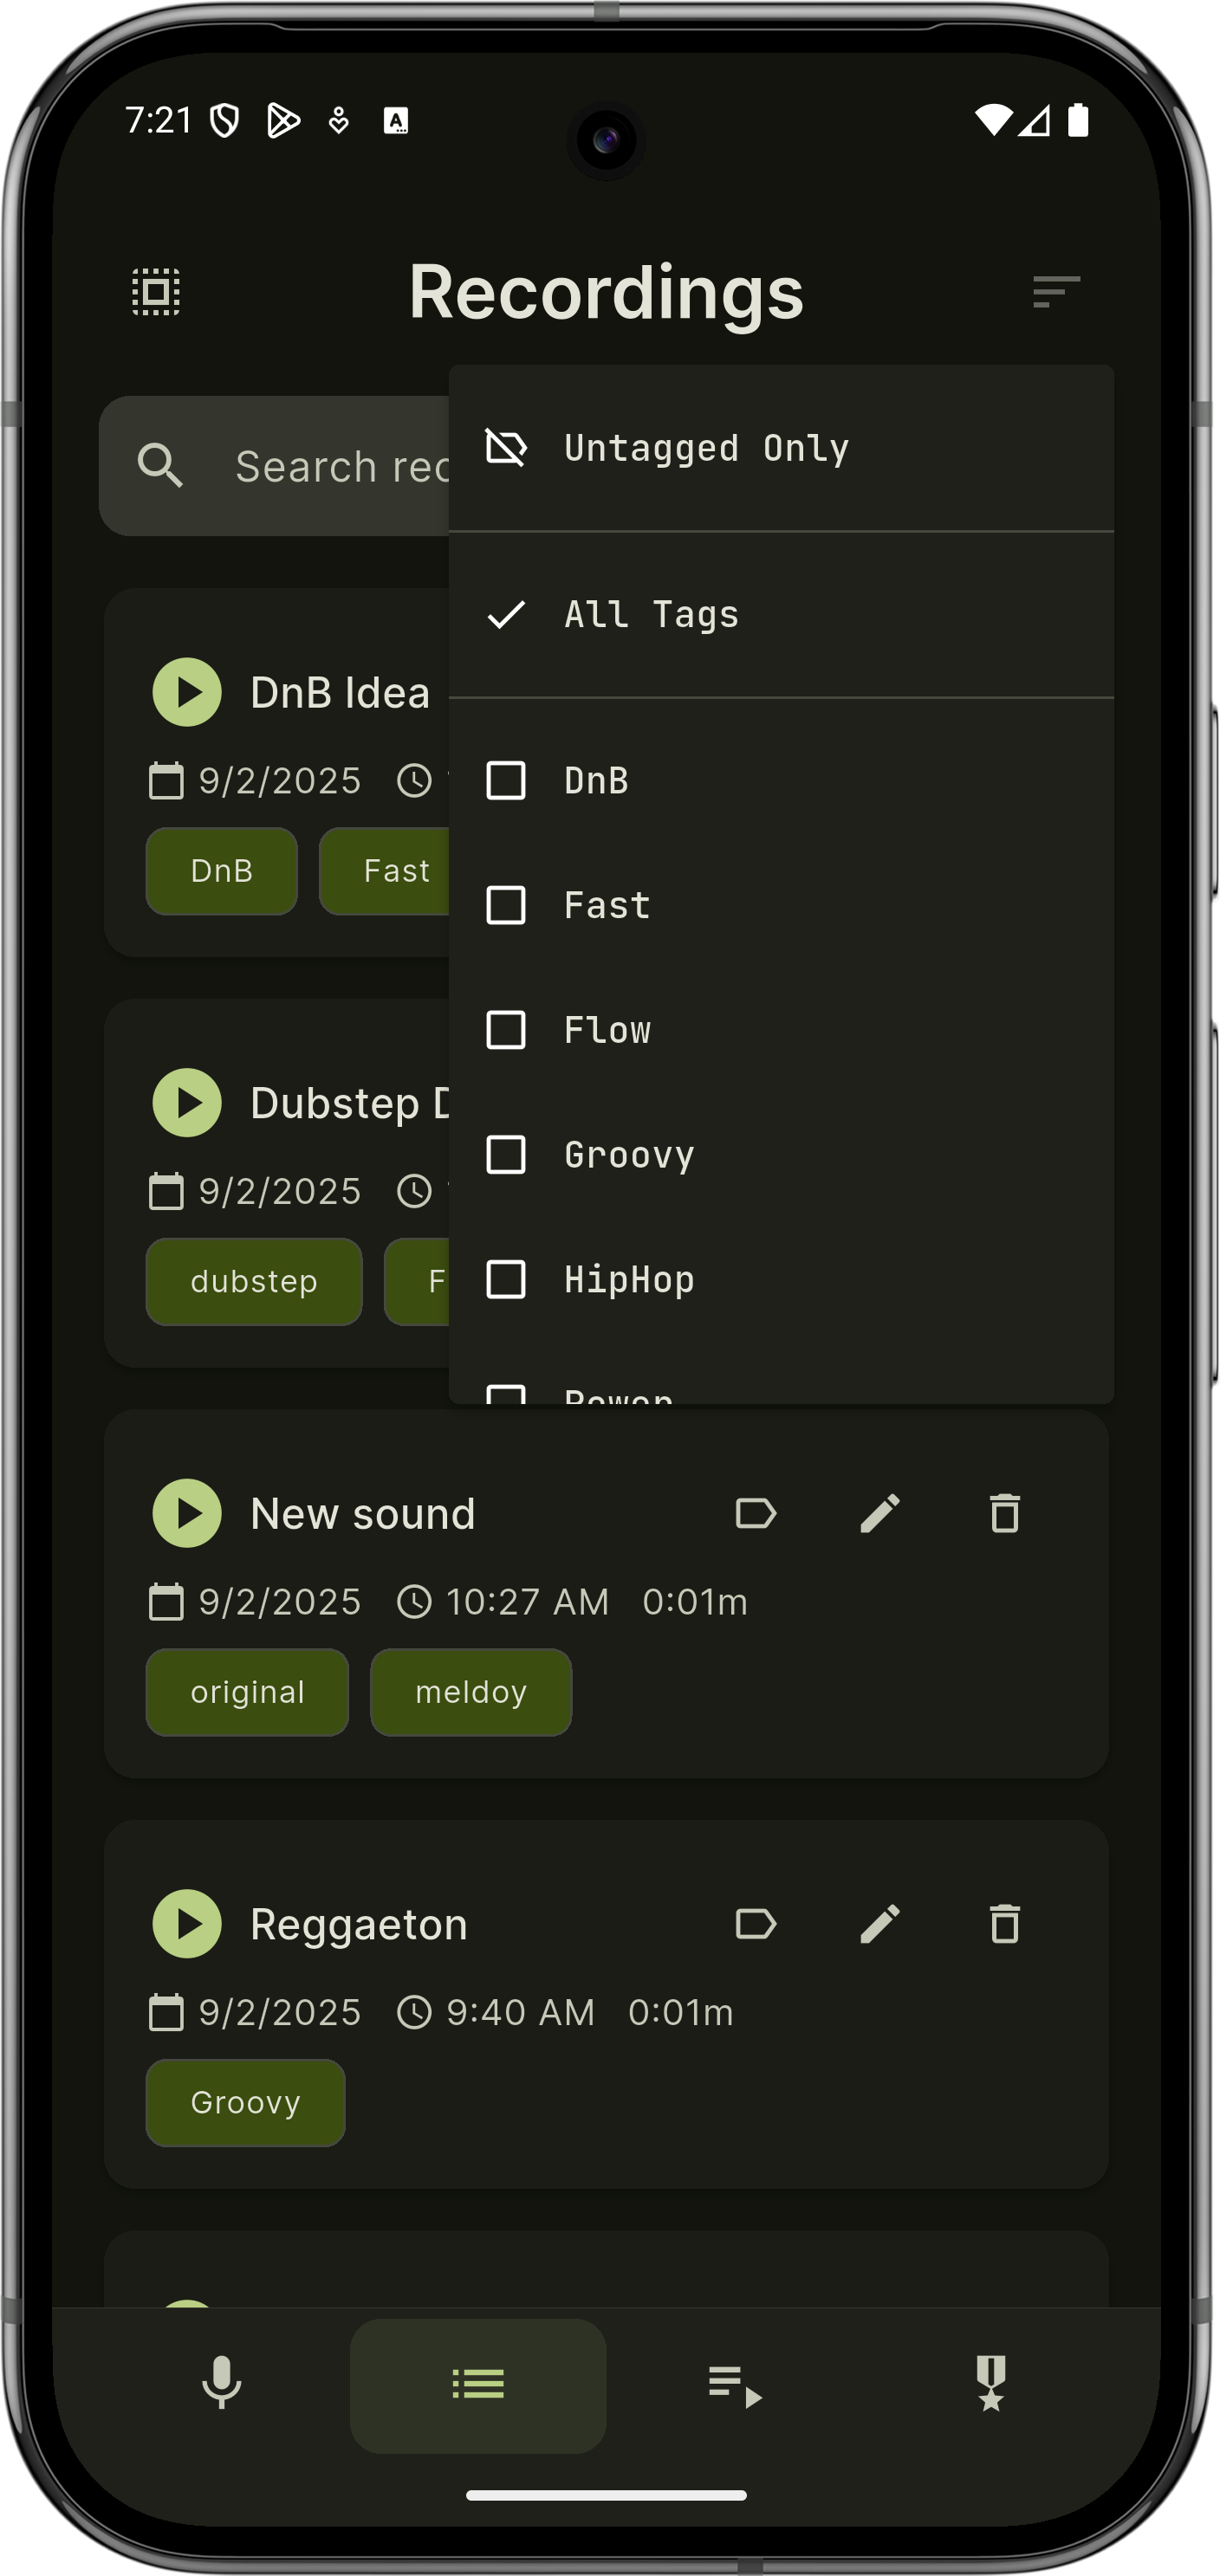 7:21
Recordings
Search rec
Untagged Only
All Tags
DnB Idea
9/2/2025
DnB Fast
DnB
Fast
Flow
Groovy
HipHop
Dubstep
9/2/2025
dubstep F
New sound
9/2/2025 10:27 AM 0:01m
original meldoy
Reggaeton
9/2/2025 9:40 AM 0:01m
Groovy